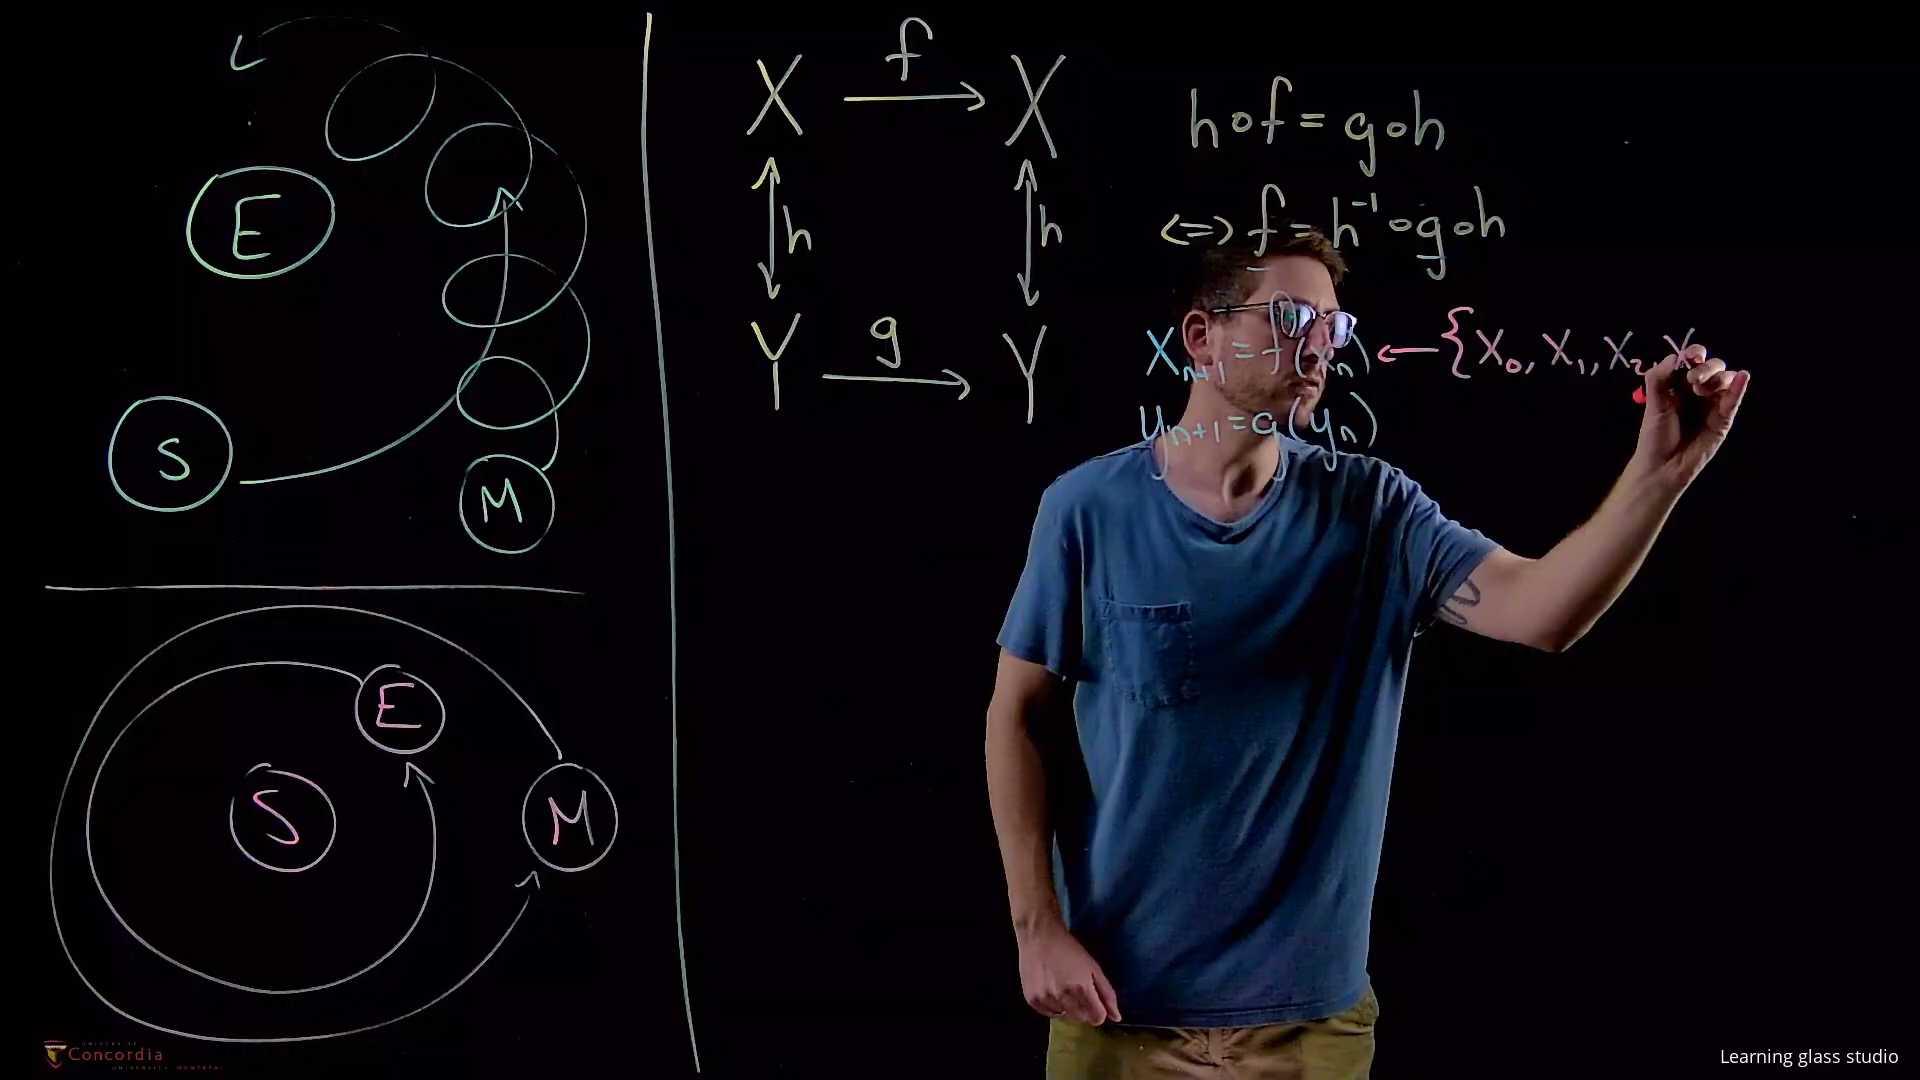 E
S
M
E
S
M
X f X
h h
Y g Y
h∘f = g∘h
<=> f = h⁻¹∘g∘h
Xₙ₊₁ = f(xₙ) ← {X₀, X₁, X₂, X
yₙ₊₁ = g(yₙ)
Concordia
Learning glass studio